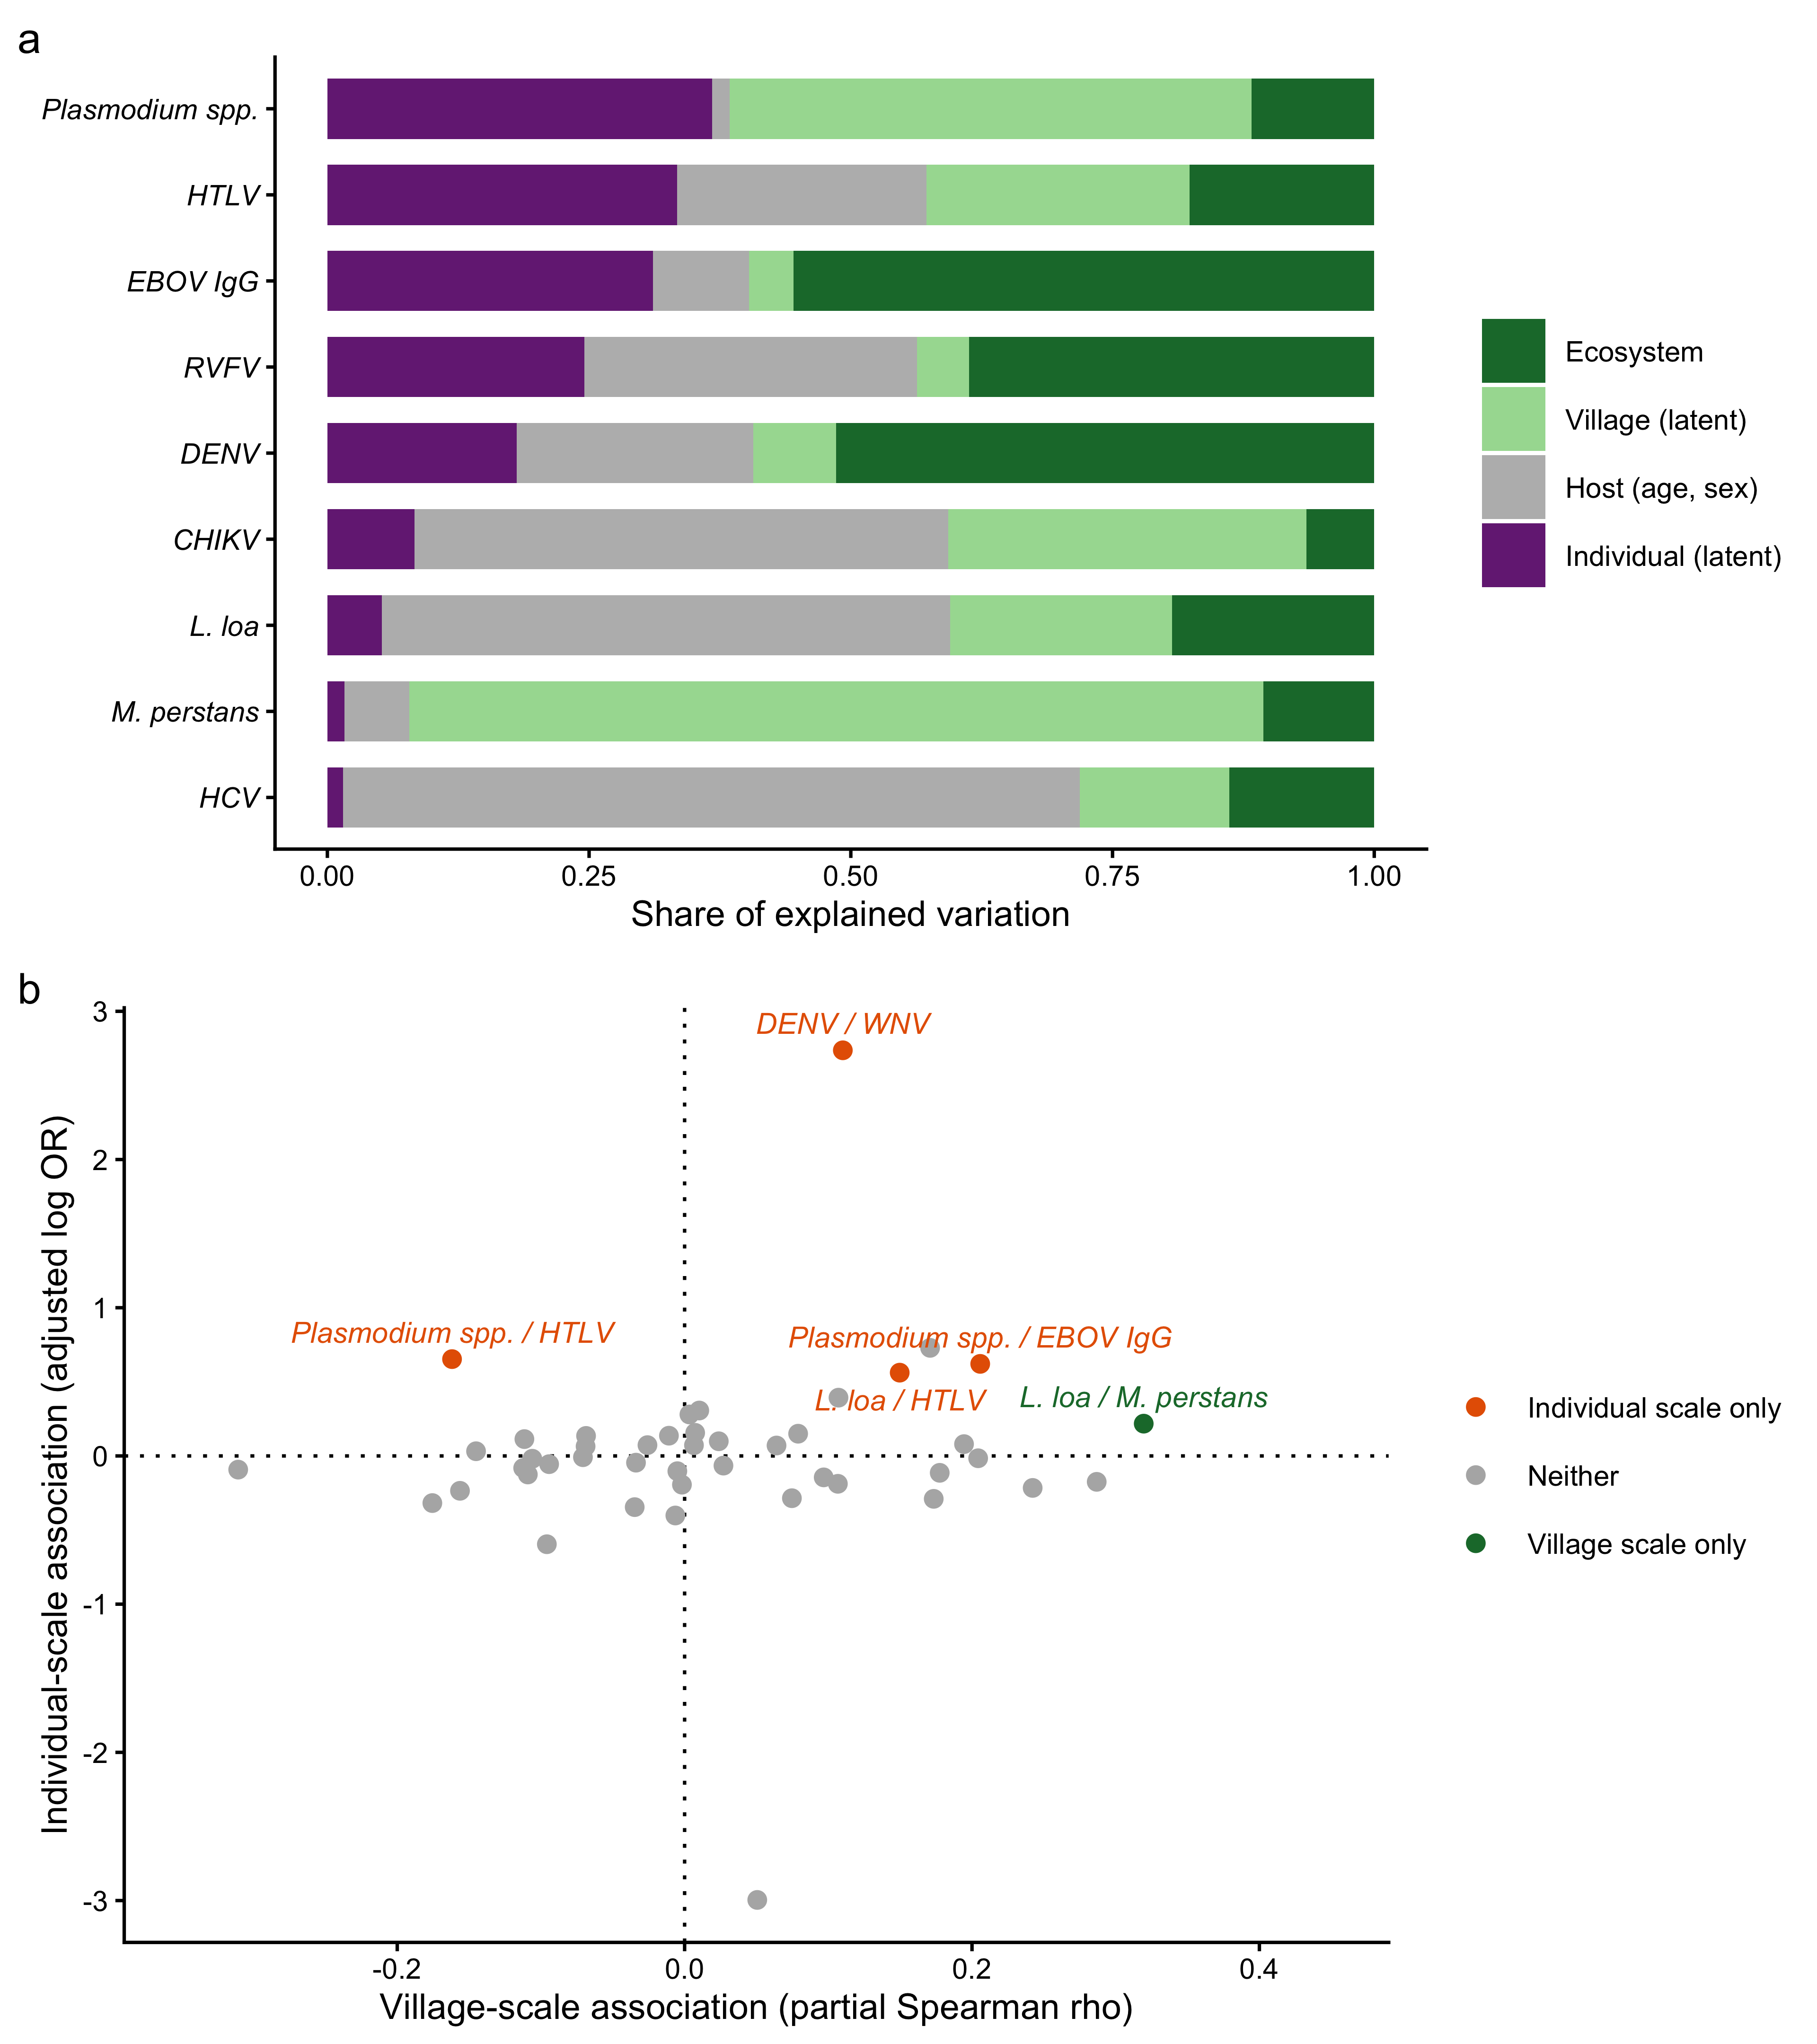 a
Plasmodium spp.
HTLV
EBOV IgG
RVFV
DENV
CHIKV
L. loa
M. perstans
HCV
0.00 0.25 0.50 0.75 1.00
Share of explained variation
Ecosystem
Village (latent)
Host (age, sex)
Individual (latent)
b
3
2
1
0
-1
-2
-3
Individual-scale association (adjusted log OR)
DENV / WNV
Plasmodium spp. / HTLV
Plasmodium spp. / EBOV IgG
L. loa / HTLV
L. loa / M. perstans
-0.2 0.0 0.2 0.4
Village-scale association (partial Spearman rho)
Individual scale only
Neither
Village scale only